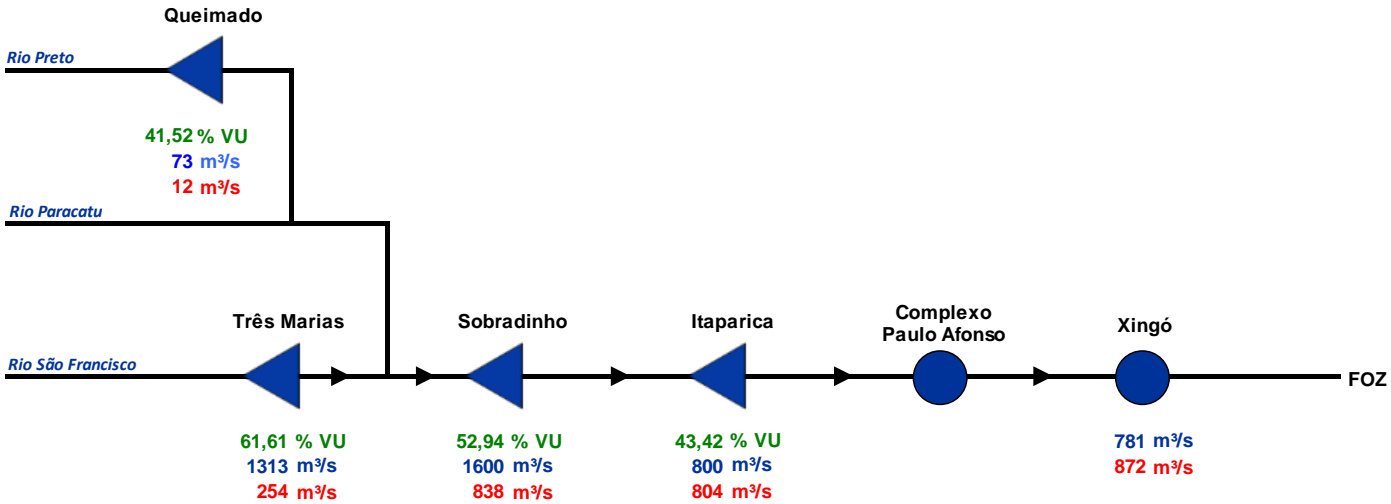 Queimado
Rio Preto
41,52 % VU
73 m³/s
12 m³/s
Rio Paracatu
Três Marias
Sobradinho
Itaparica
Complexo
Paulo Afonso
Xingó
Rio São Francisco
FOZ
61,61 % VU
1313 m³/s
254 m³/s
52,94 % VU
1600 m³/s
838 m³/s
43,42 % VU
800 m³/s
804 m³/s
781 m³/s
872 m³/s